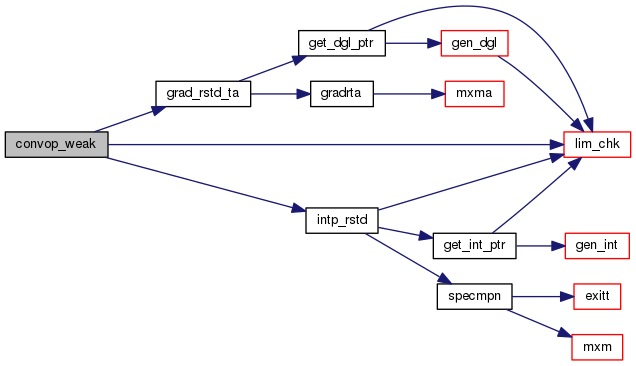 get_dgl_ptr
gen_dgl
grad_rstd_ta
gradrta
mxma
convop_weak
lim_chk
intp_rstd
get_int_ptr
gen_int
specmpn
exitt
mxm